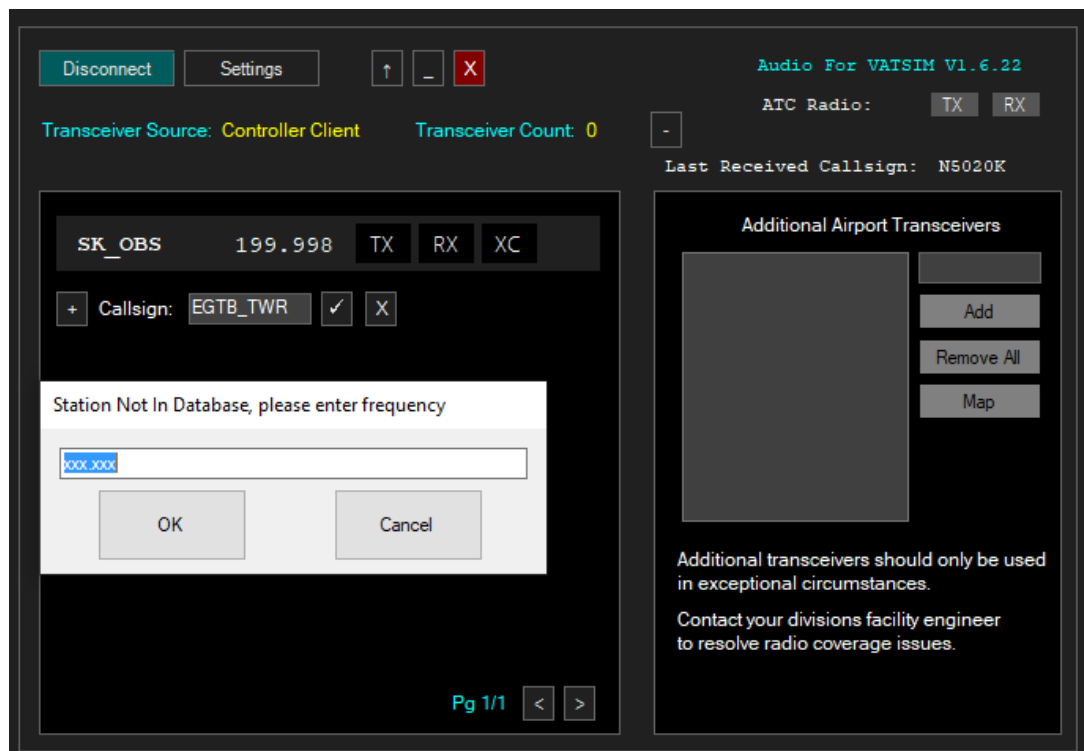 Disconnect Settings ↑ _ X
Audio For VATSIM V1.6.22
ATC Radio: TX RX
Transceiver Source: Controller Client Transceiver Count: 0 -
Last Received Callsign: N5020K
SK_OBS 199.998 TX RX XC
+ Callsign: EGTB_TWR ✓ X
Station Not In Database, please enter frequency
xxx.xxx
OK Cancel
Pg 1/1 < >
Additional Airport Transceivers
Add
Remove All
Map
Additional transceivers should only be used
in exceptional circumstances.
Contact your divisions facility engineer
to resolve radio coverage issues.